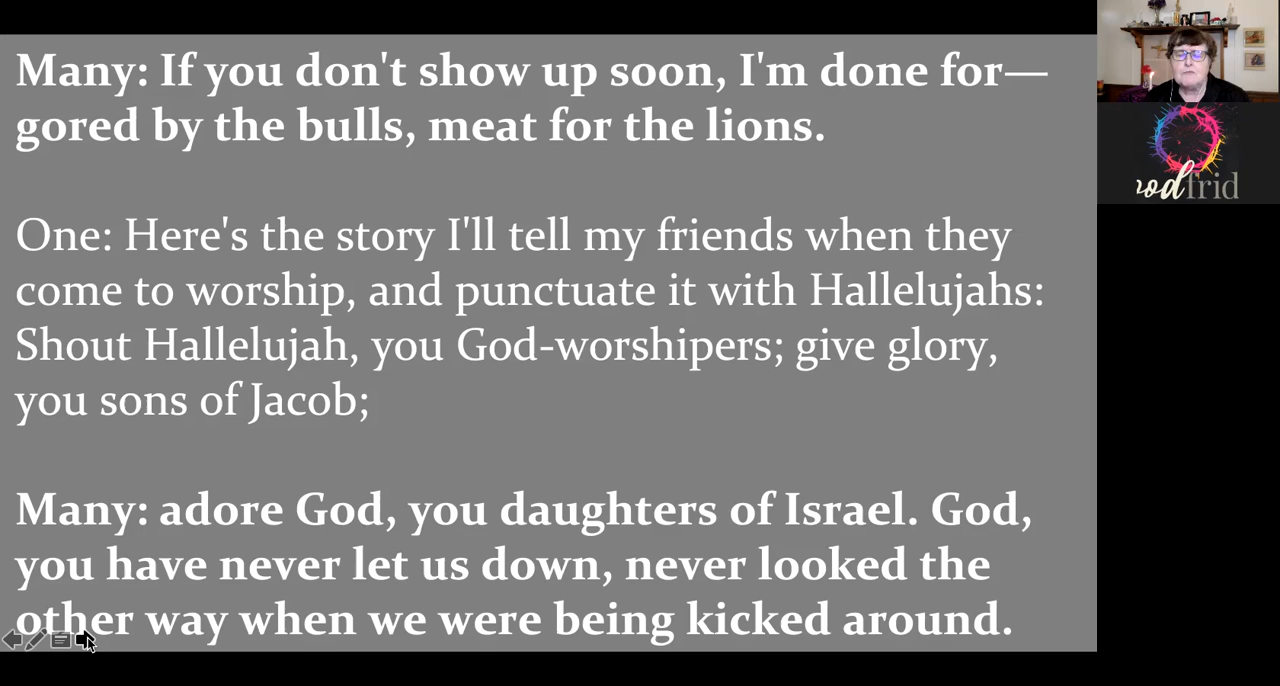 Many: If you don't show up soon, I'm done for—
gored by the bulls, meat for the lions.
One: Here's the story I'll tell my friends when they
come to worship, and punctuate it with Hallelujahs:
Shout Hallelujah, you God-worshipers; give glory,
you sons of Jacob;
Many: adore God, you daughters of Israel. God,
you have never let us down, never looked the
other way when we were being kicked around.
ood frid